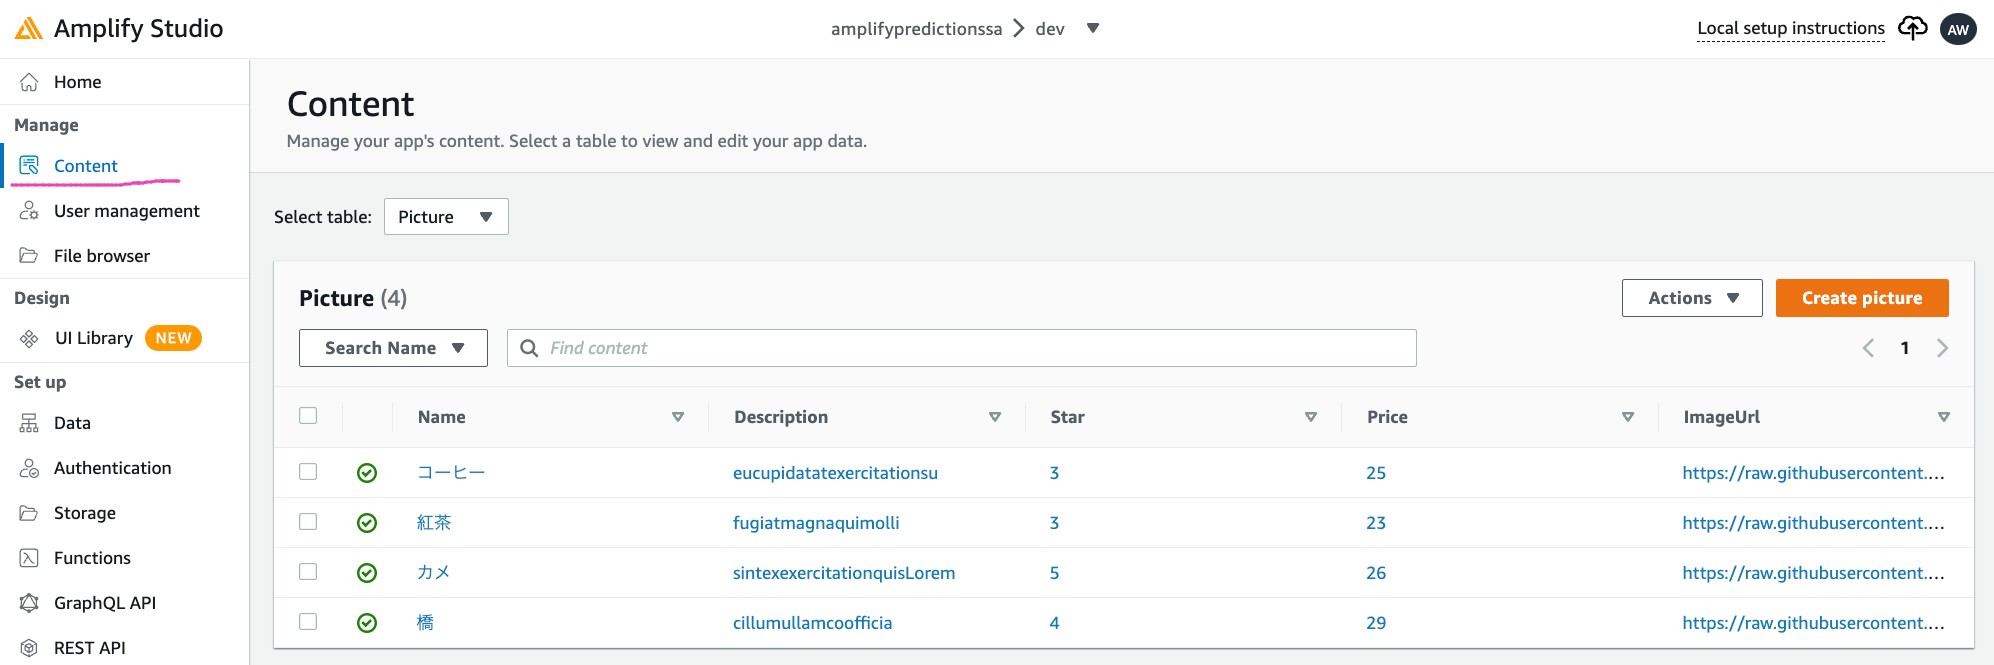 Amplify Studio
amplifypredictionssa > dev
Local setup instructions
AW
Home
Manage
Content
User management
File browser
Design
UI Library NEW
Set up
Data
Authentication
Storage
Functions
GraphQL API
REST API
Content
Manage your app's content. Select a table to view and edit your app data.
Select table: Picture
Picture (4)
Actions
Create picture
Search Name
Find content
1
Name Description Star Price ImageUrl
コーヒー eucupidatatexercitationsu 3 25 https://raw.githubusercontent....
紅茶 fugiatmagnaquimolli 3 23 https://raw.githubusercontent....
カメ sintexexercitationquisLorem 5 26 https://raw.githubusercontent....
橋 cillumullamcoofficia 4 29 https://raw.githubusercontent....